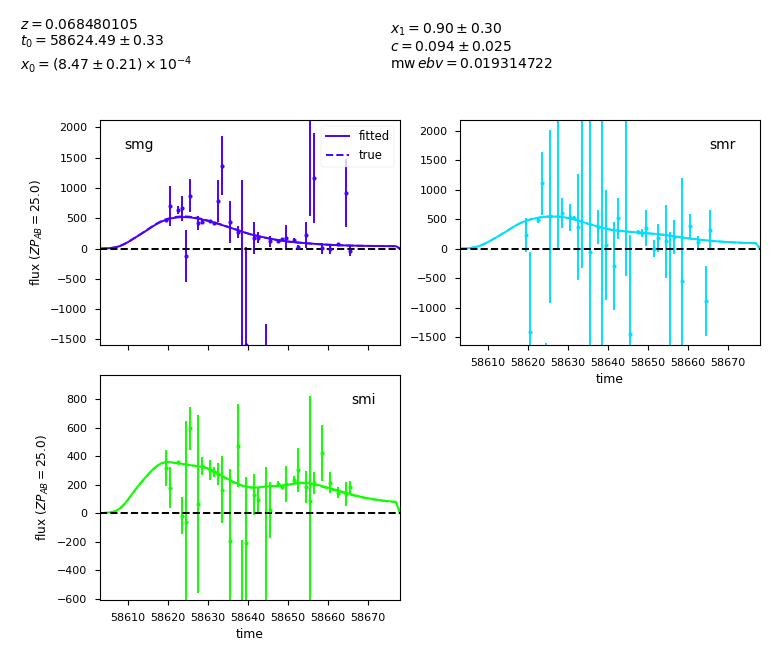 z = 0.068480105
t₀ = 58624.49 ± 0.33
x₀ = (8.47 ± 0.21) × 10⁻⁴
x₁ = 0.90 ± 0.30
c = 0.094 ± 0.025
mw ebv = 0.019314722
smg
fitted
true
2000
1500
1000
500
0
−500
−1000
−1500
flux (ZP_AB = 25.0)
smr
2000
1500
1000
500
0
−500
−1000
−1500
58610 58620 58630 58640 58650 58660 58670
time
smi
800
600
400
200
0
−200
−400
−600
flux (ZP_AB = 25.0)
58610 58620 58630 58640 58650 58660 58670
time